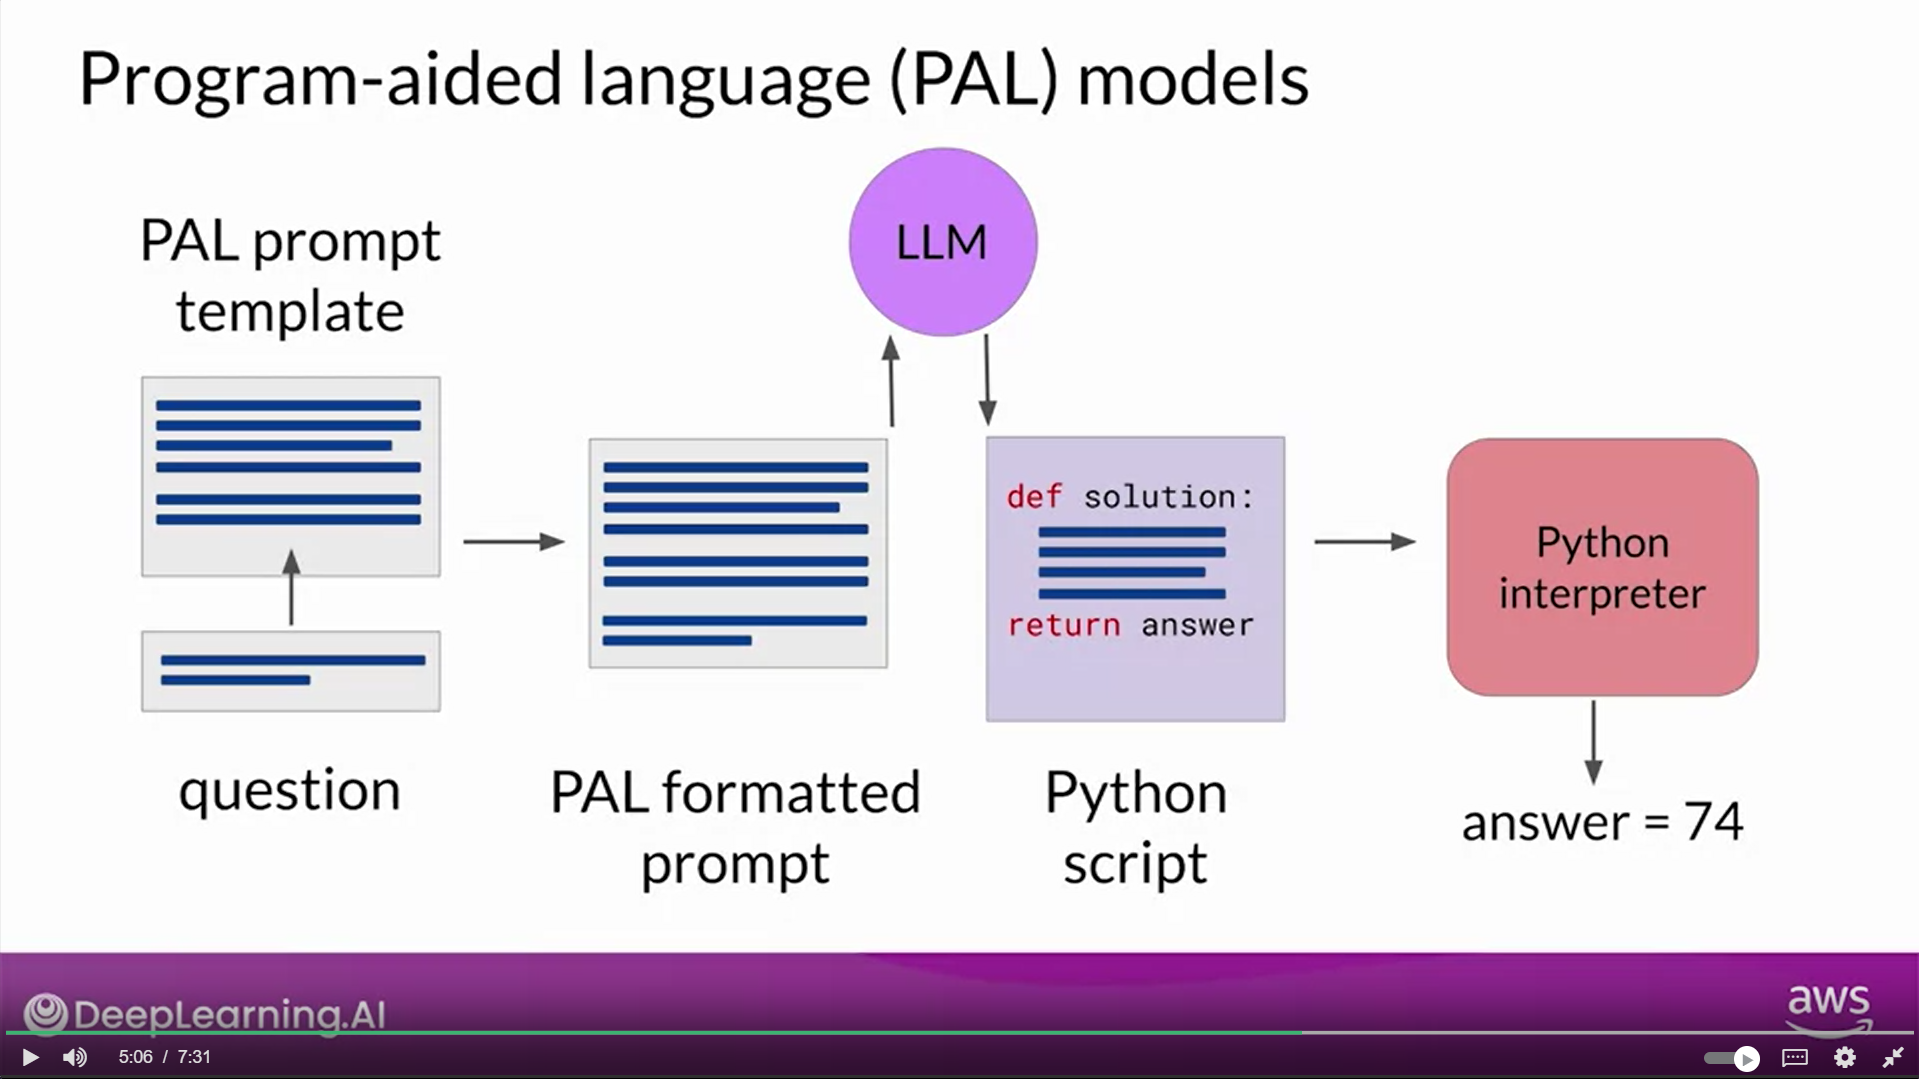 Program-aided language (PAL) models
PAL prompt
template
question
PAL formatted
prompt
LLM
def solution:
return answer
Python
script
Python
interpreter
answer = 74
DeepLearning.AI
aws
5:06 / 7:31